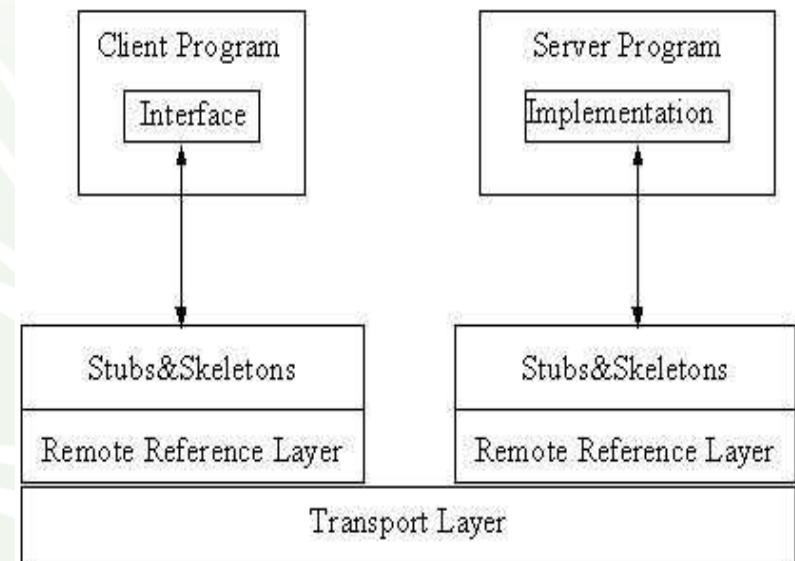 Client Program
Interface
Server Program
Implementation
Stubs&Skeletons
Remote Reference Layer
Stubs&Skeletons
Remote Reference Layer
Transport Layer